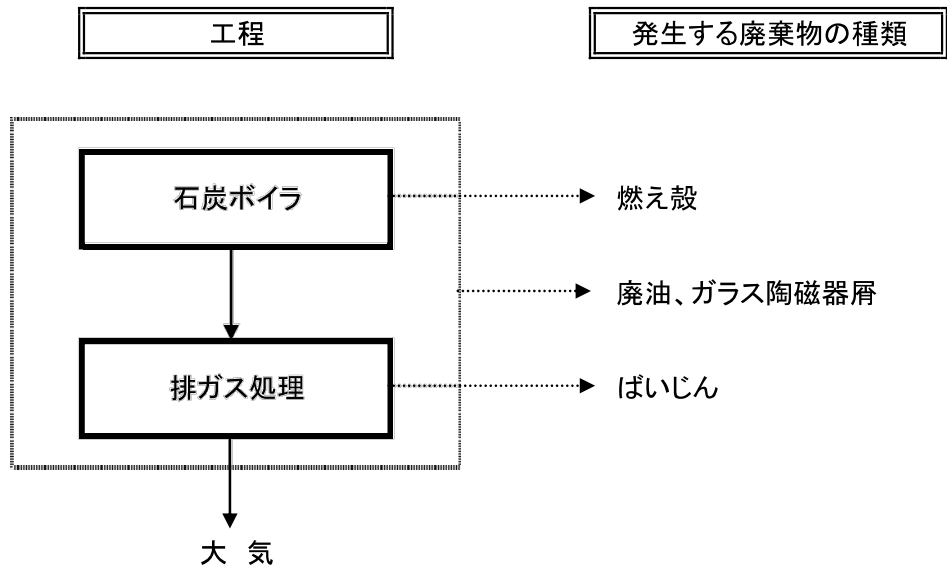 工程
発生する廃棄物の種類
石炭ボイラ
燃え殻
廃油、ガラス陶磁器屑
排ガス処理
ばいじん
大　気